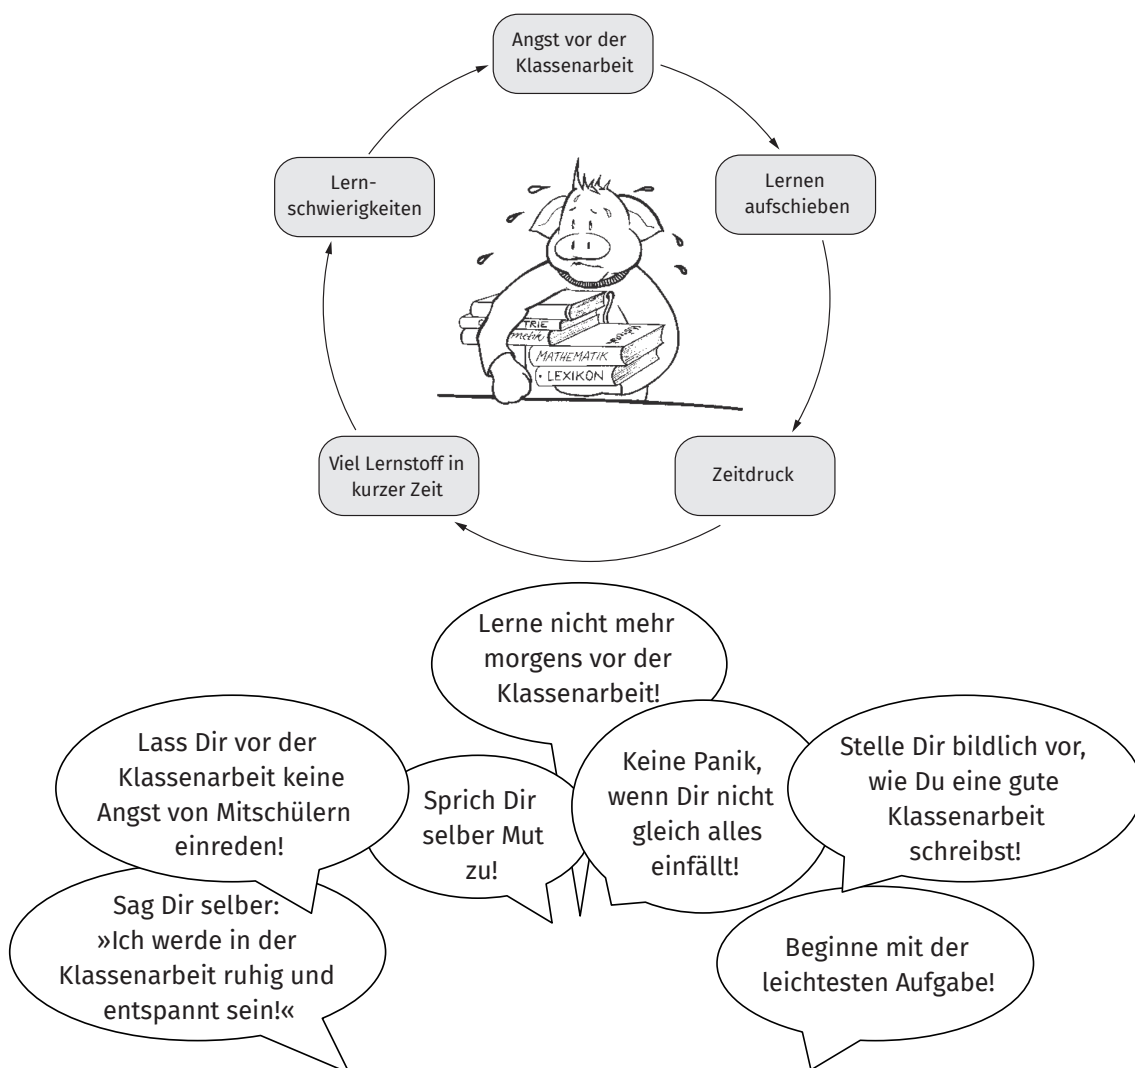 Angst vor der
Klassenarbeit
Lern-
schwierigkeiten
Lernen
aufschieben
TRIE
MATHEMATIK
LEXIKON
Viel Lernstoff in
kurzer Zeit
Zeitdruck
Lerne nicht mehr
morgens vor der
Klassenarbeit!
Lass Dir vor der
Klassenarbeit keine
Angst von Mitschülern
einreden!
Sprich Dir
selber Mut
zu!
Keine Panik,
wenn Dir nicht
gleich alles
einfällt!
Stelle Dir bildlich vor,
wie Du eine gute
Klassenarbeit
schreibst!
Sag Dir selber:
»Ich werde in der
Klassenarbeit ruhig und
entspannt sein!«
Beginne mit der
leichtesten Aufgabe!